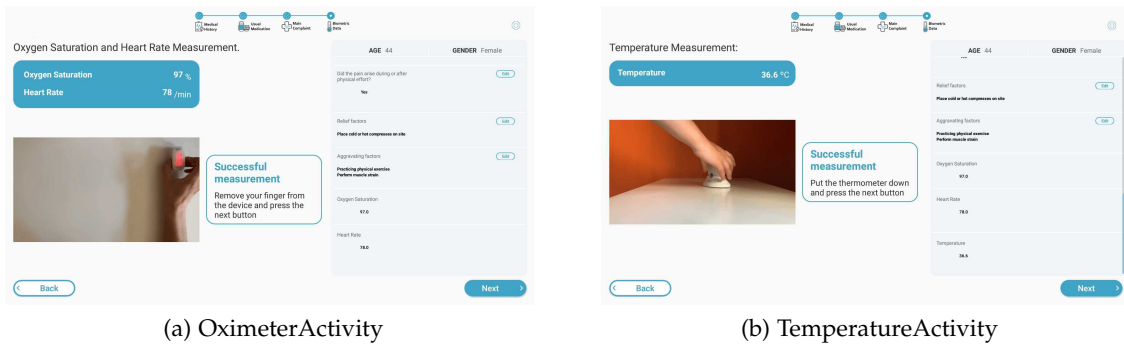 Medical
History
Usual
Medication
Main
Complaint
Biometric
Data
Oxygen Saturation and Heart Rate Measurement.
Oxygen Saturation 97 %
Heart Rate 78 /min
Successful
measurement
Remove your finger from
the device and press the
next button
AGE 44 GENDER Female
Did the pain arise during or after
physical effort?
Edit
Yes
Relief factors Edit
Place cold or hot compresses on site
Aggravating factors Edit
Practicing physical exercise
Perform muscle strain
Oxygen Saturation
97.0
Heart Rate
78.0
‹ Back
Next ›
(a) OximeterActivity
Medical
History
Usual
Medication
Main
Complaint
Biometric
Data
Temperature Measurement:
Temperature 36.6 ºC
Successful
measurement
Put the thermometer down
and press the next button
AGE 44 GENDER Female
Relief factors Edit
Place cold or hot compresses on site
Aggravating factors Edit
Practicing physical exercise
Perform muscle strain
Oxygen Saturation
97.0
Heart Rate
78.0
Temperature
36.6
‹ Back
Next ›
(b) TemperatureActivity